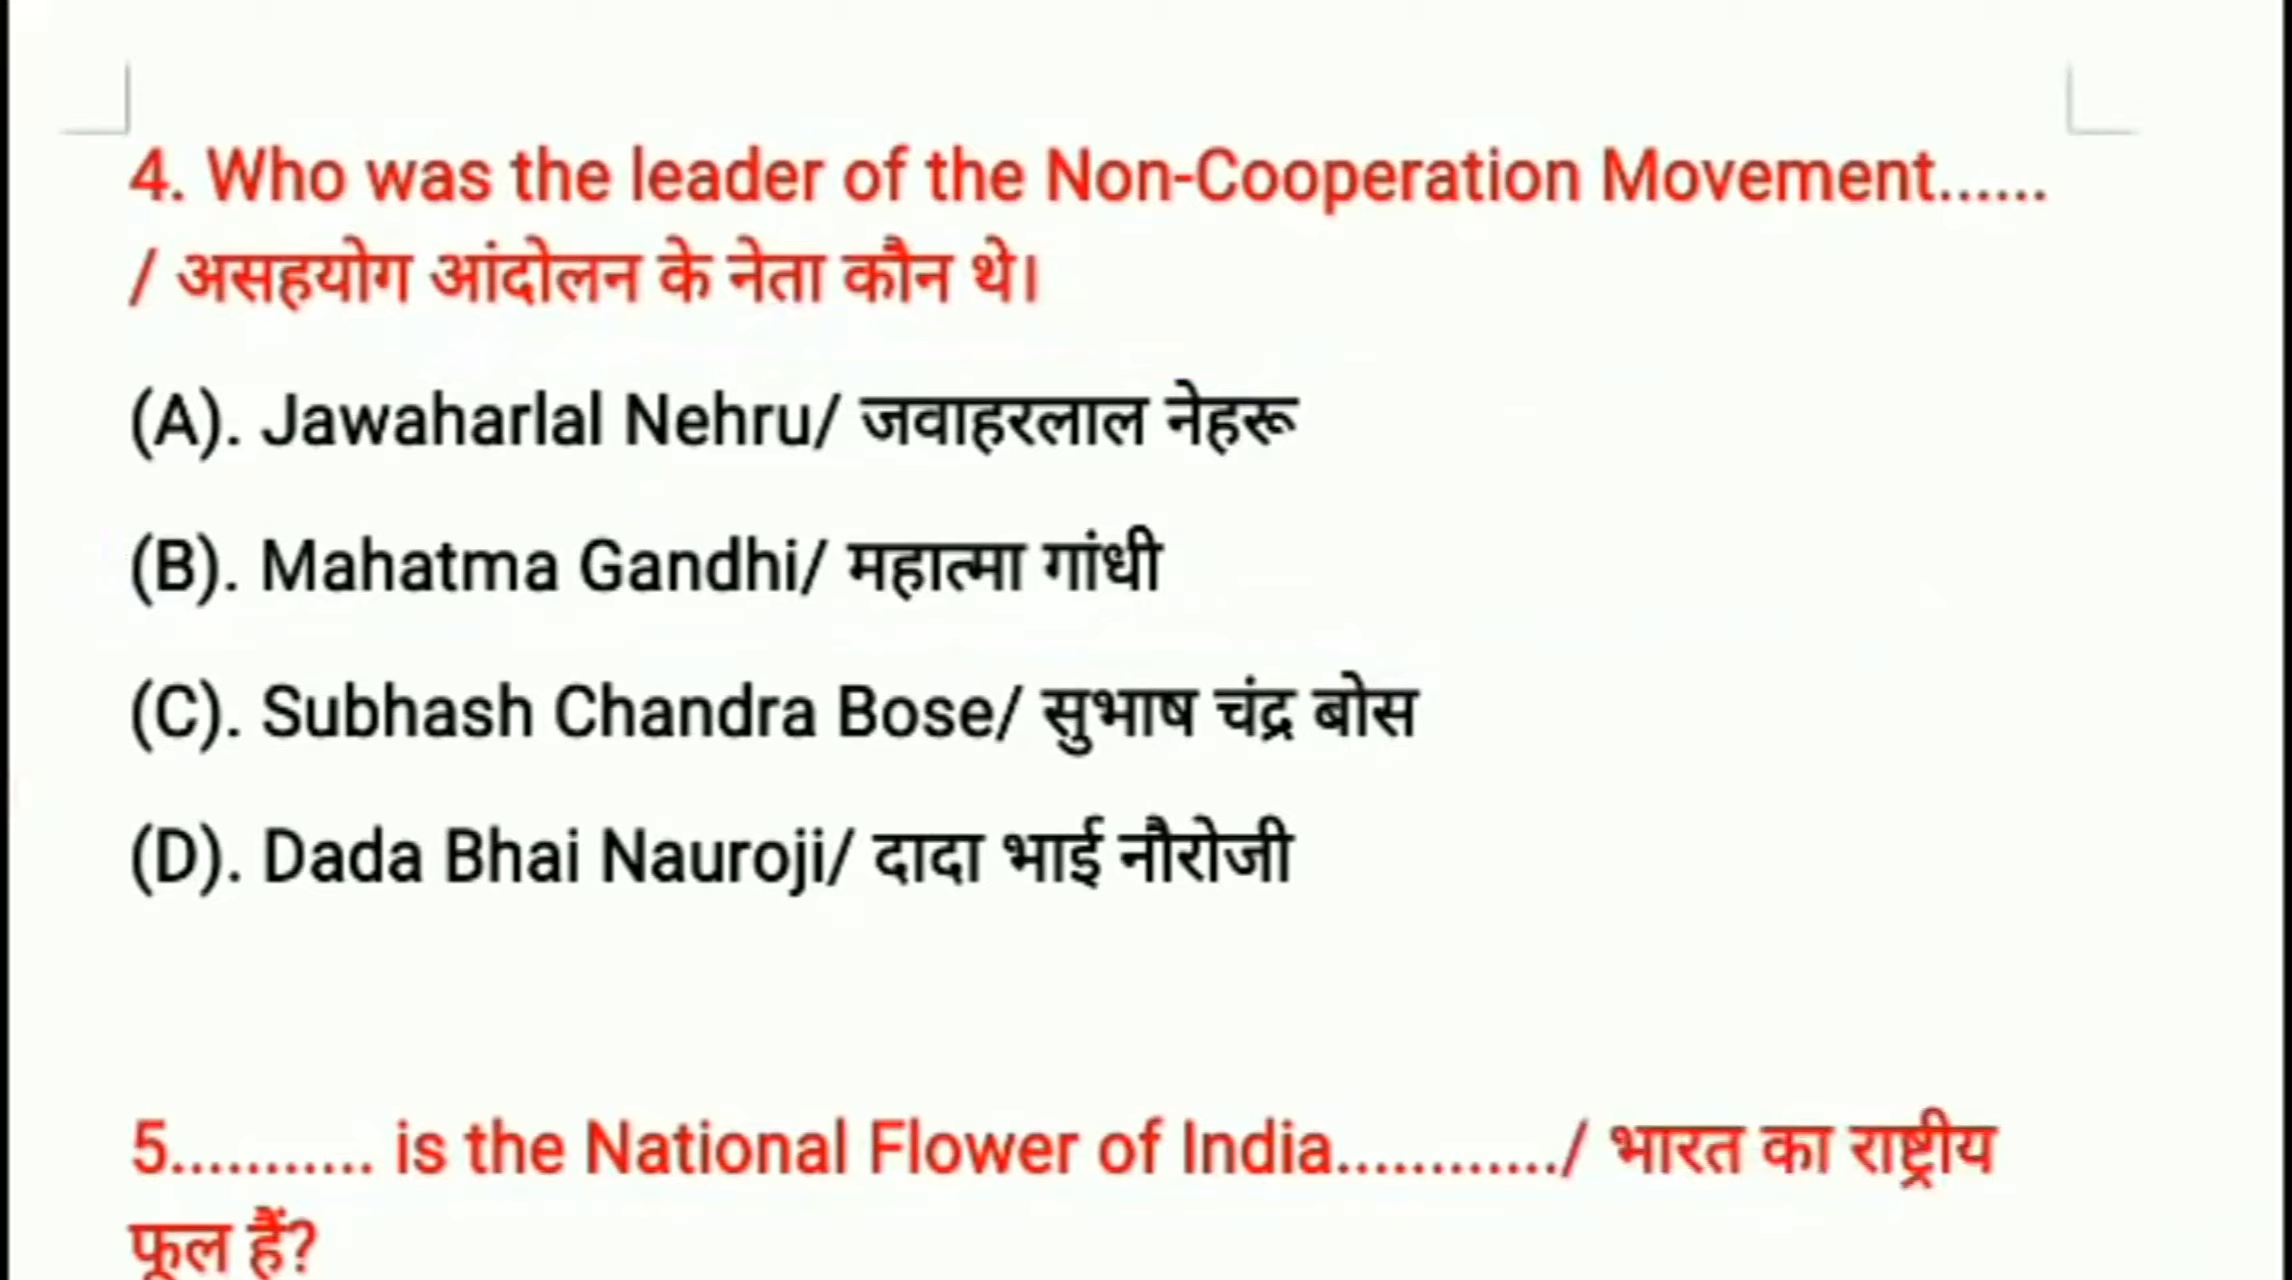 4. Who was the leader of the Non-Cooperation Movement......
/ असहयोग आंदोलन के नेता कौन थे।
(A). Jawaharlal Nehru/ जवाहरलाल नेहरू
(B). Mahatma Gandhi/ महात्मा गांधी
(C). Subhash Chandra Bose/ सुभाष चंद्र बोस
(D). Dada Bhai Nauroji/ दादा भाई नौरोजी
5........... is the National Flower of India............/ भारत का राष्ट्रीय
फूल हैं?